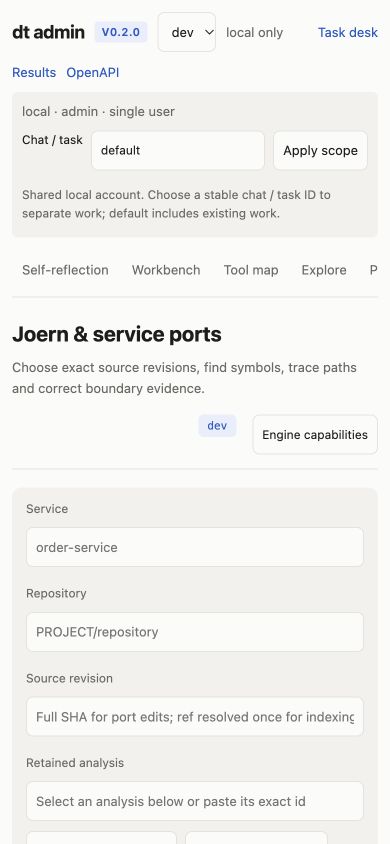 dt admin V0.2.0 dev local only Task desk
Results OpenAPI
local · admin · single user
Chat / task default Apply scope
Shared local account. Choose a stable chat / task ID to
separate work; default includes existing work.
Self-reflection Workbench Tool map Explore P
Joern & service ports
Choose exact source revisions, find symbols, trace paths
and correct boundary evidence.
dev Engine capabilities
Service
order-service
Repository
PROJECT/repository
Source revision
Full SHA for port edits; ref resolved once for indexing
Retained analysis
Select an analysis below or paste its exact id